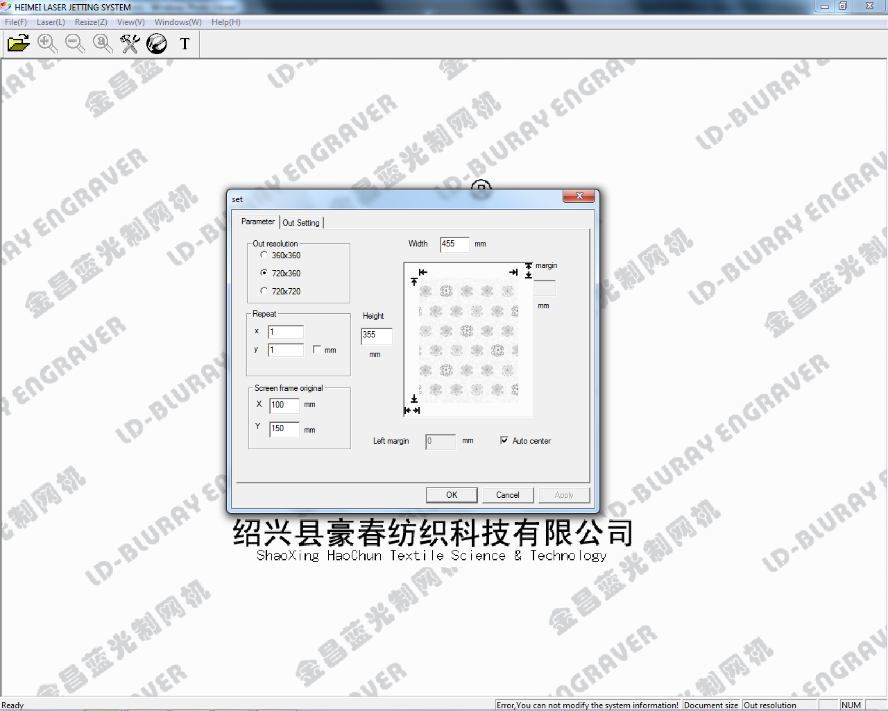 HEIMEI LASER JETTING SYSTEM
File(F) Laser(L) Resize(Z) View(V) Windows(W) Help(H)
T
LD-BLURAY ENGRAVER
金昌蓝光制网机
set
Parameter Out Setting
Out resolution
360x360
720x360
720x720
Width 455 mm
margin
mm
Repeat
x 1
y 1 mm
Height
355
mm
Screen frame original
X 100 mm
Y 150 mm
Left margin 0 mm Auto center
OK Cancel Apply
绍兴县豪春纺织科技有限公司
ShaoXing HaoChun Textile Science & Technology
Ready Error,You can not modify the system information! Document size Out resolution NUM